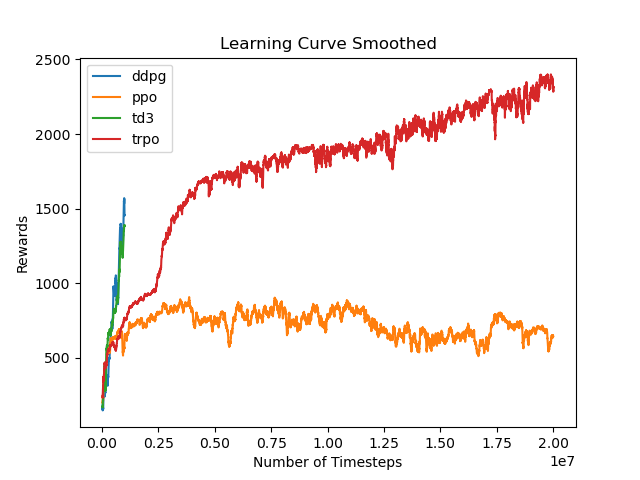 Learning Curve Smoothed
2500
2000
1500
1000
500
Rewards
ddpg
ppo
td3
trpo
0.00 0.25 0.50 0.75 1.00 1.25 1.50 1.75 2.00
1e7
Number of Timesteps